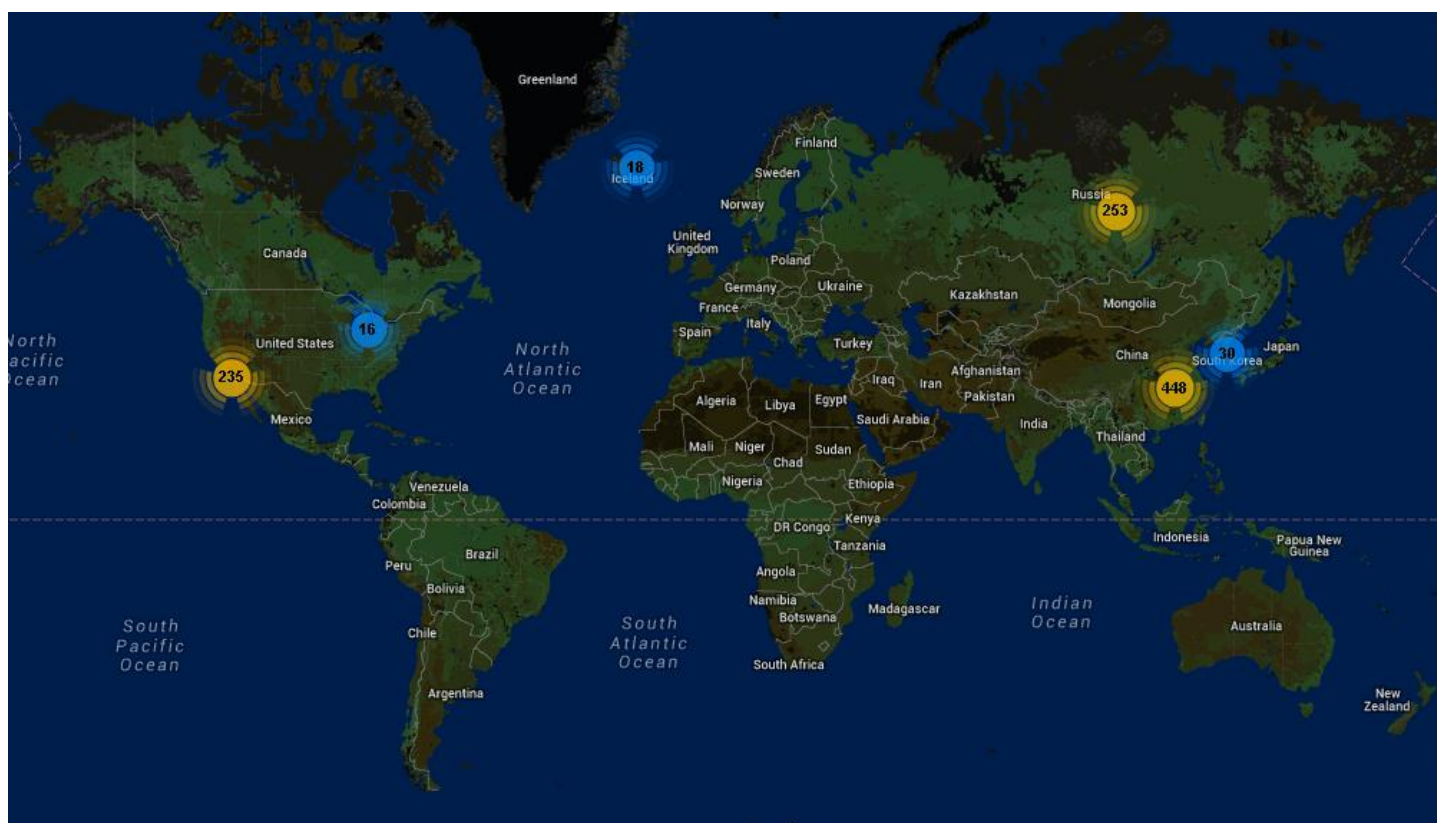 Greenland
18
Iceland
Finland
Sweden
Russia
253
Norway
United
Kingdom
Canada
Poland
Germany
Ukraine
Kazakhstan
Mongolia
France
16
Italy
Spain
United States
Turkey
North
Atlantic
Ocean
North
acific
cean
China
30
South Korea
Japan
235
Afghanistan
Iraq
Iran
448
Pakistan
Algeria
Libya
Egypt
Saudi Arabia
Mexico
India
Thailand
Mali
Niger
Sudan
Chad
Nigeria
Ethiopia
Venezuela
Colombia
Kenya
DR Congo
Tanzania
Indonesia
Papua New
Guinea
Brazil
Peru
Bolivia
Angola
Namibia
Botswana
Madagascar
Indian
Ocean
South
Pacific
Ocean
Chile
South
Atlantic
Ocean
Australia
South Africa
Argentina
New
Zealand